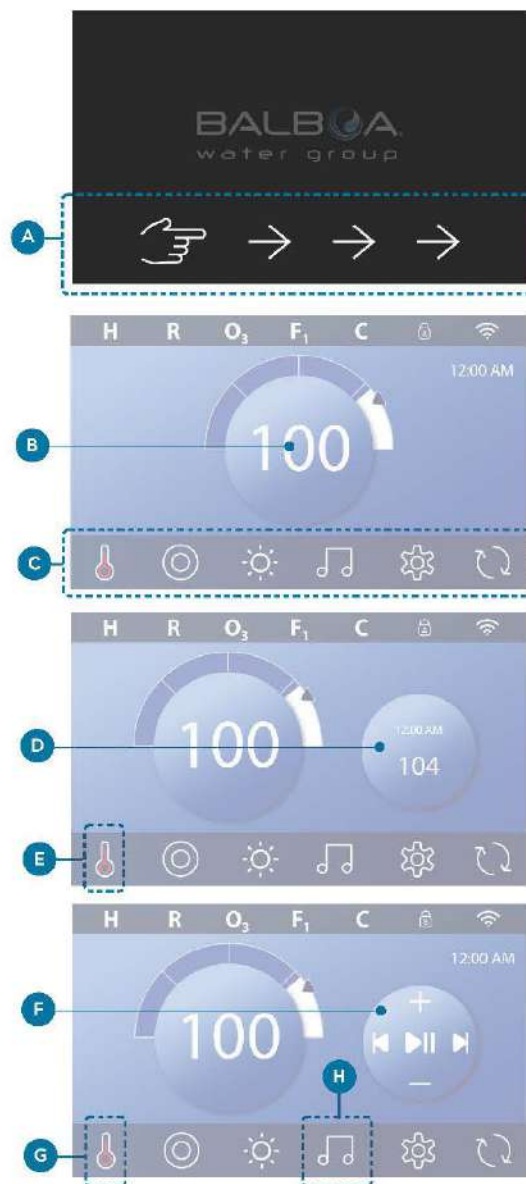 BALBOA
water group
A
H R O₃ F₁ C
12:00 AM
100
B
C
H R O₃ F₁ C
12:00 AM
100
104
D
E
H R O₃ F₁ C
12:00 AM
100
F
H
G